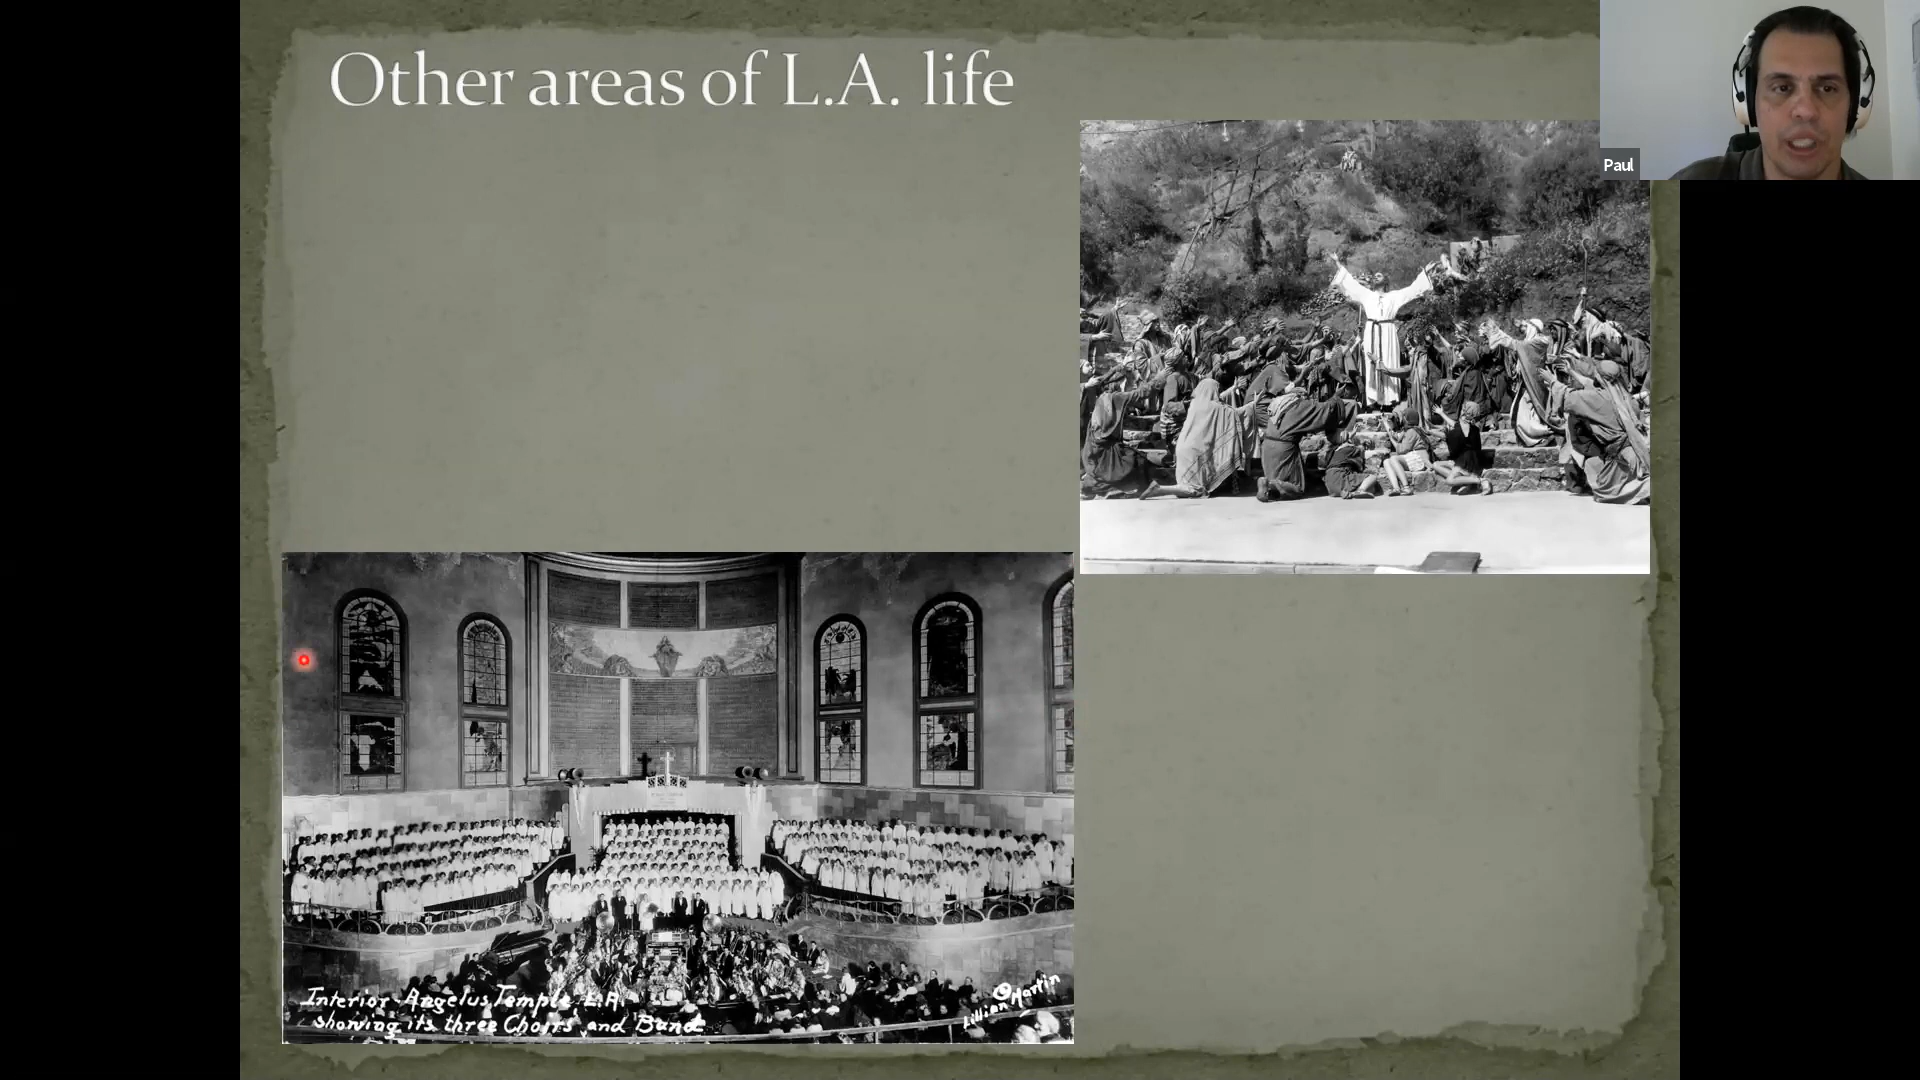 Other areas of L.A. life
Paul
Interior - Angelus Temple, L.A.
showing its three Choirs and Band
© Lillian Martin